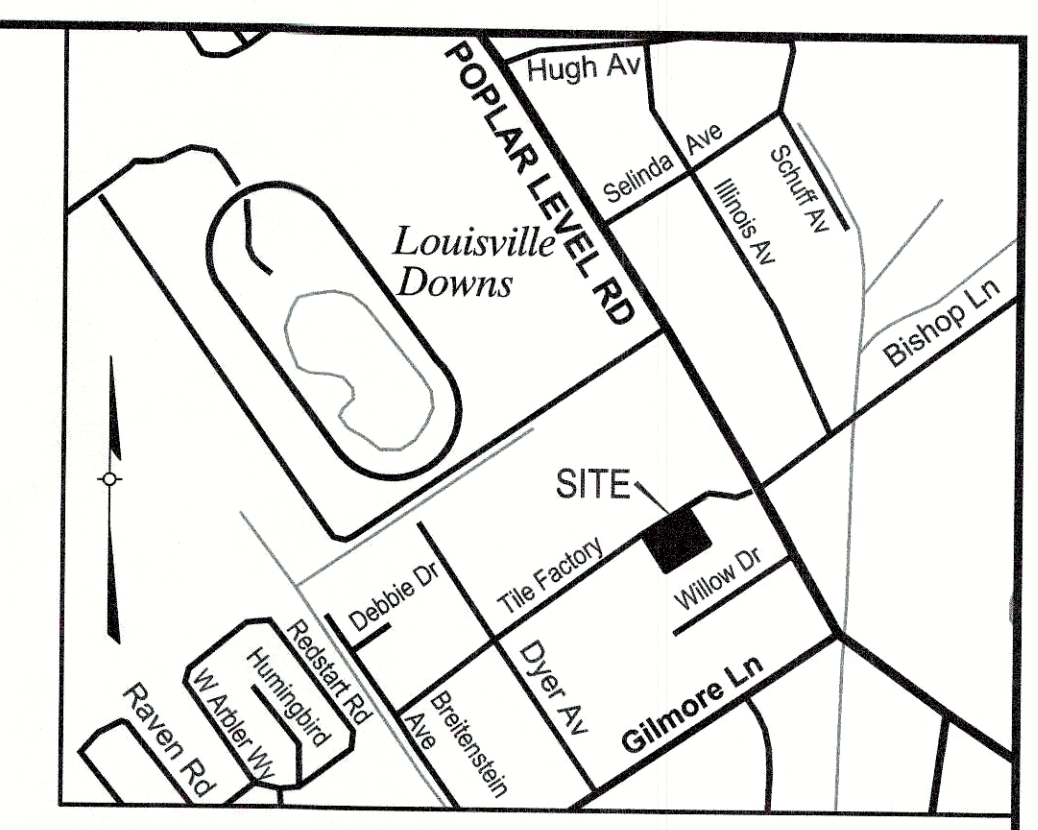 Hugh Av
POPLAR LEVEL RD
Selinda Ave
Schuff Av
Illinois Av
Louisville
Downs
Bishop Ln
SITE
Tile Factory
Debbie Dr
Willow Dr
Redstart Rd
Humingbird
W Arbler Wy
Raven Rd
Breitenstein
Ave
Dyer Av
Gilmore Ln